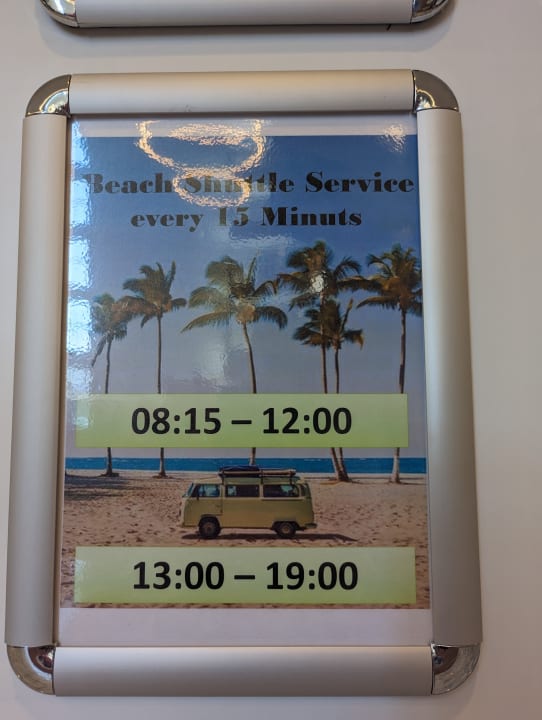 Beach Shuttle Service
every 15 Minuts
08:15 – 12:00
13:00 – 19:00